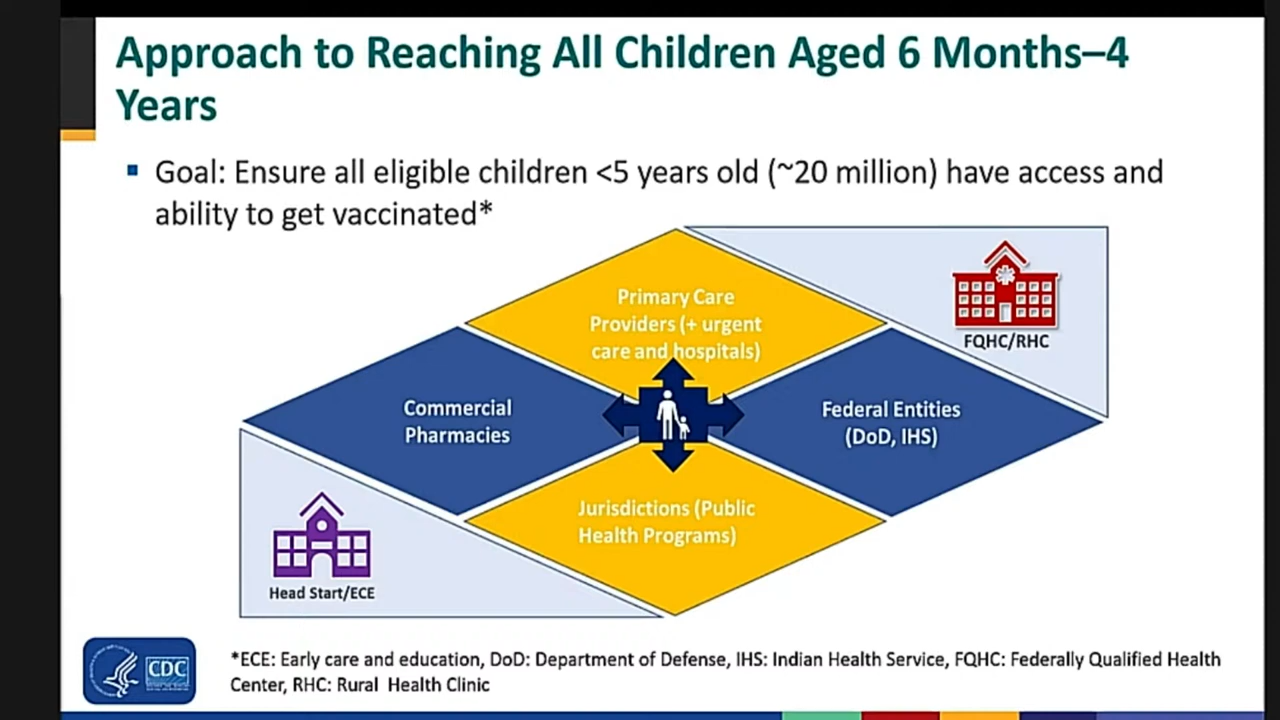 Approach to Reaching All Children Aged 6 Months–4
Years
▪ Goal: Ensure all eligible children <5 years old (~20 million) have access and
ability to get vaccinated*
Primary Care
Providers (+ urgent
care and hospitals)
FQHC/RHC
Commercial
Pharmacies
Federal Entities
(DoD, IHS)
Jurisdictions (Public
Health Programs)
Head Start/ECE
CDC
*ECE: Early care and education, DoD: Department of Defense, IHS: Indian Health Service, FQHC: Federally Qualified Health
Center, RHC: Rural Health Clinic